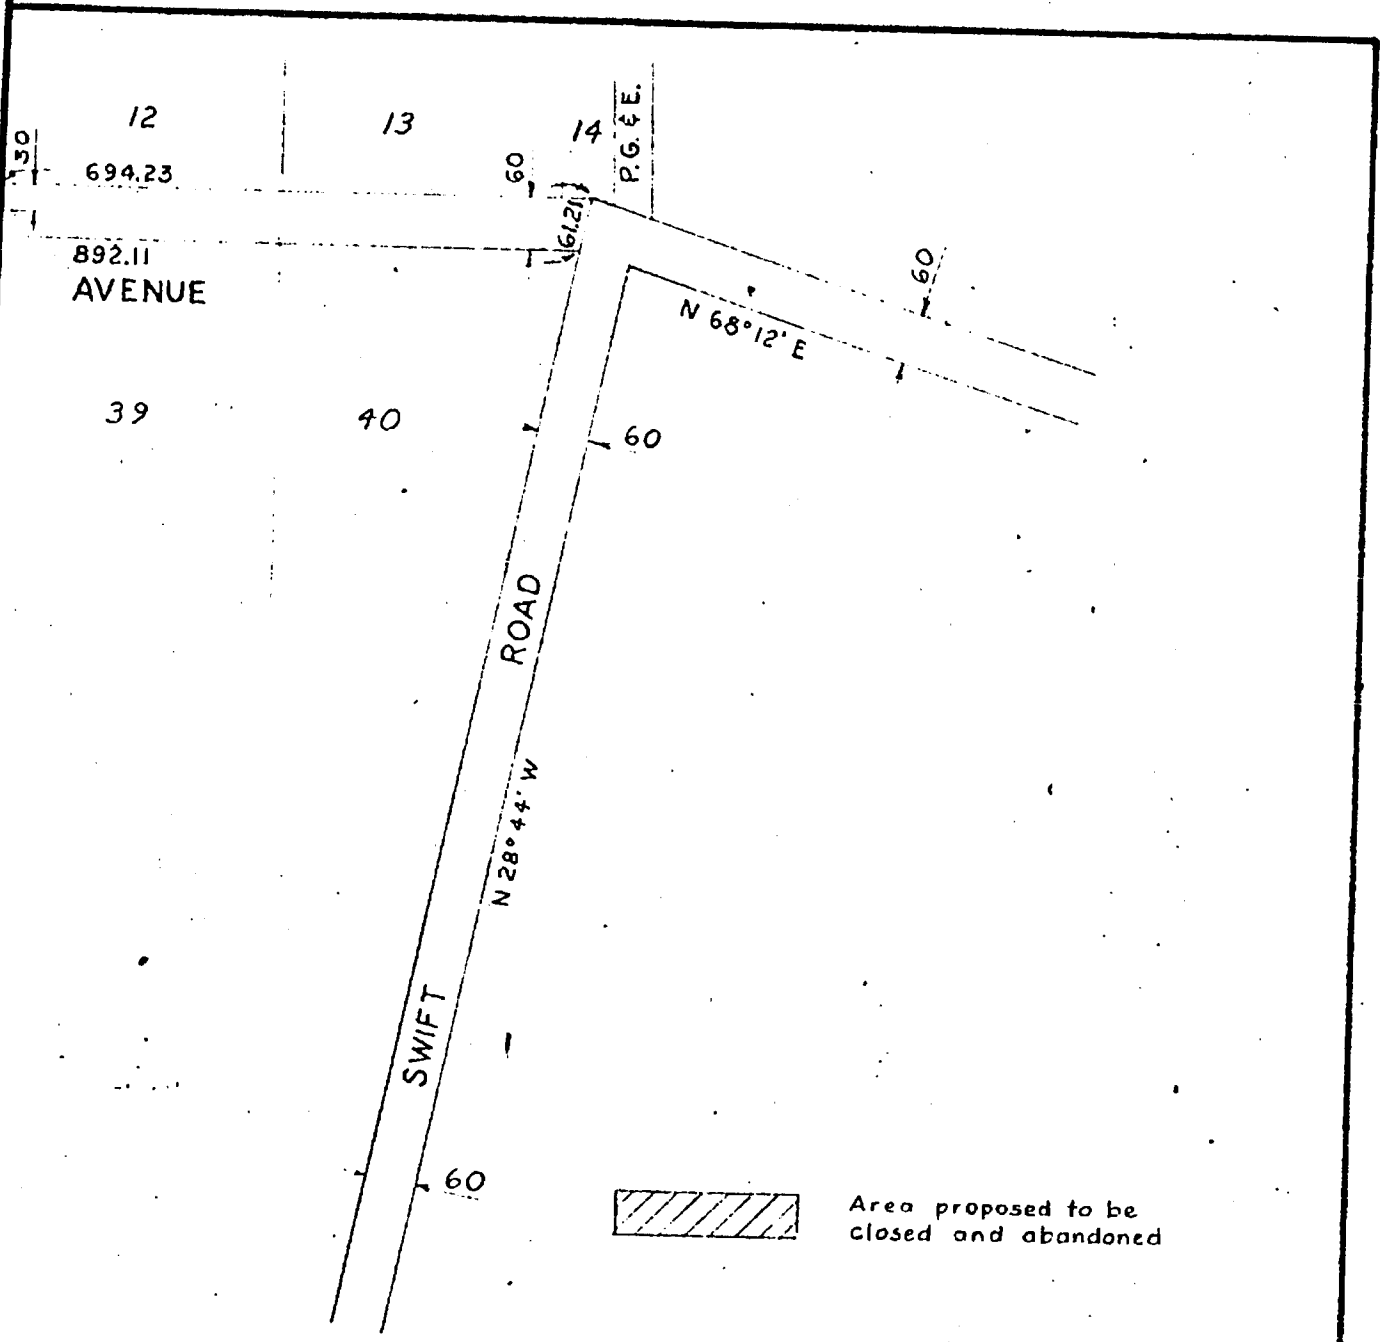 12
13
14
P.G. & E.
30
694.23
60
61.21
892.11
AVENUE
60
N 68°12' E
39
40
60
ROAD
N 28°44' W
SWIFT
60
Area proposed to be
closed and abandoned